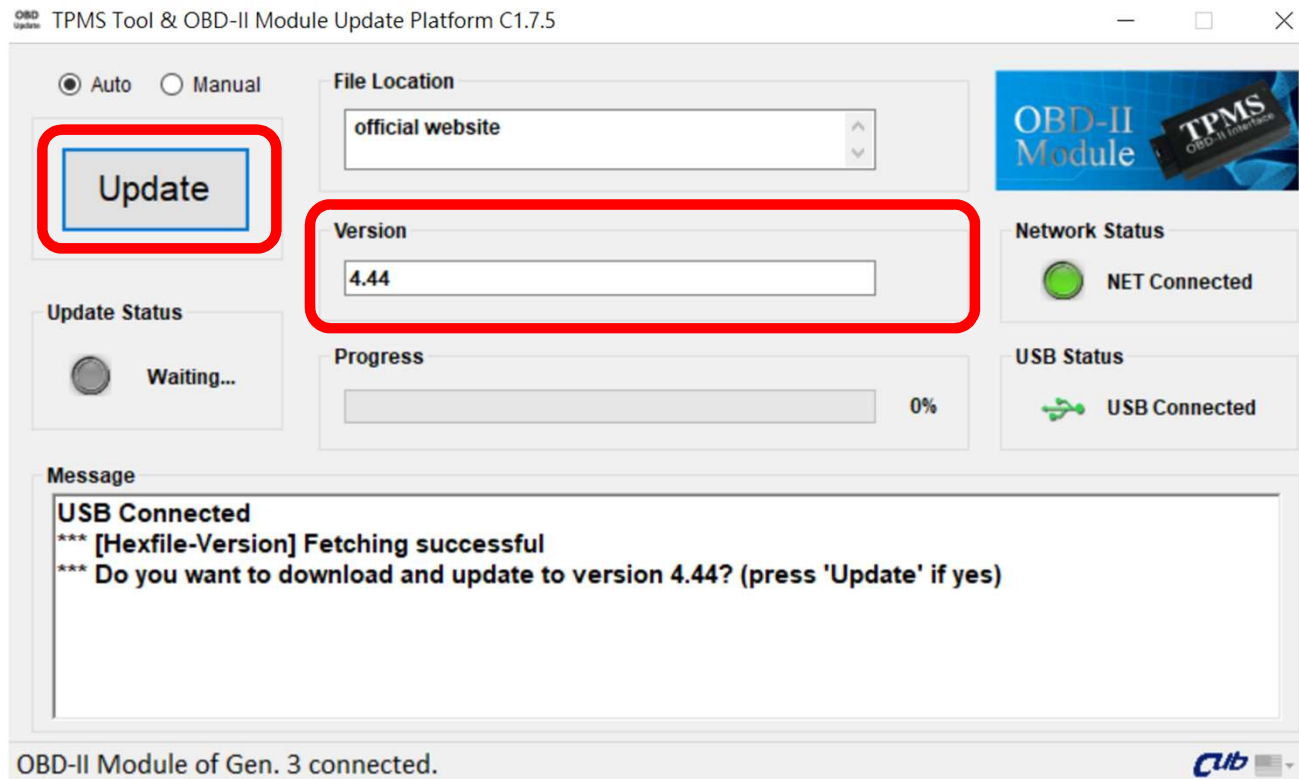 OBD
Update
TPMS Tool & OBD-II Module Update Platform C1.7.5
Auto
Manual
Update
File Location
official website
OBD-II
Module
TPMS
OBD-II Interface
Version
4.44
Network Status
NET Connected
Update Status
Waiting...
Progress
0%
USB Status
USB Connected
Message
USB Connected
*** [Hexfile-Version] Fetching successful
*** Do you want to download and update to version 4.44? (press 'Update' if yes)
OBD-II Module of Gen. 3 connected.
CUb